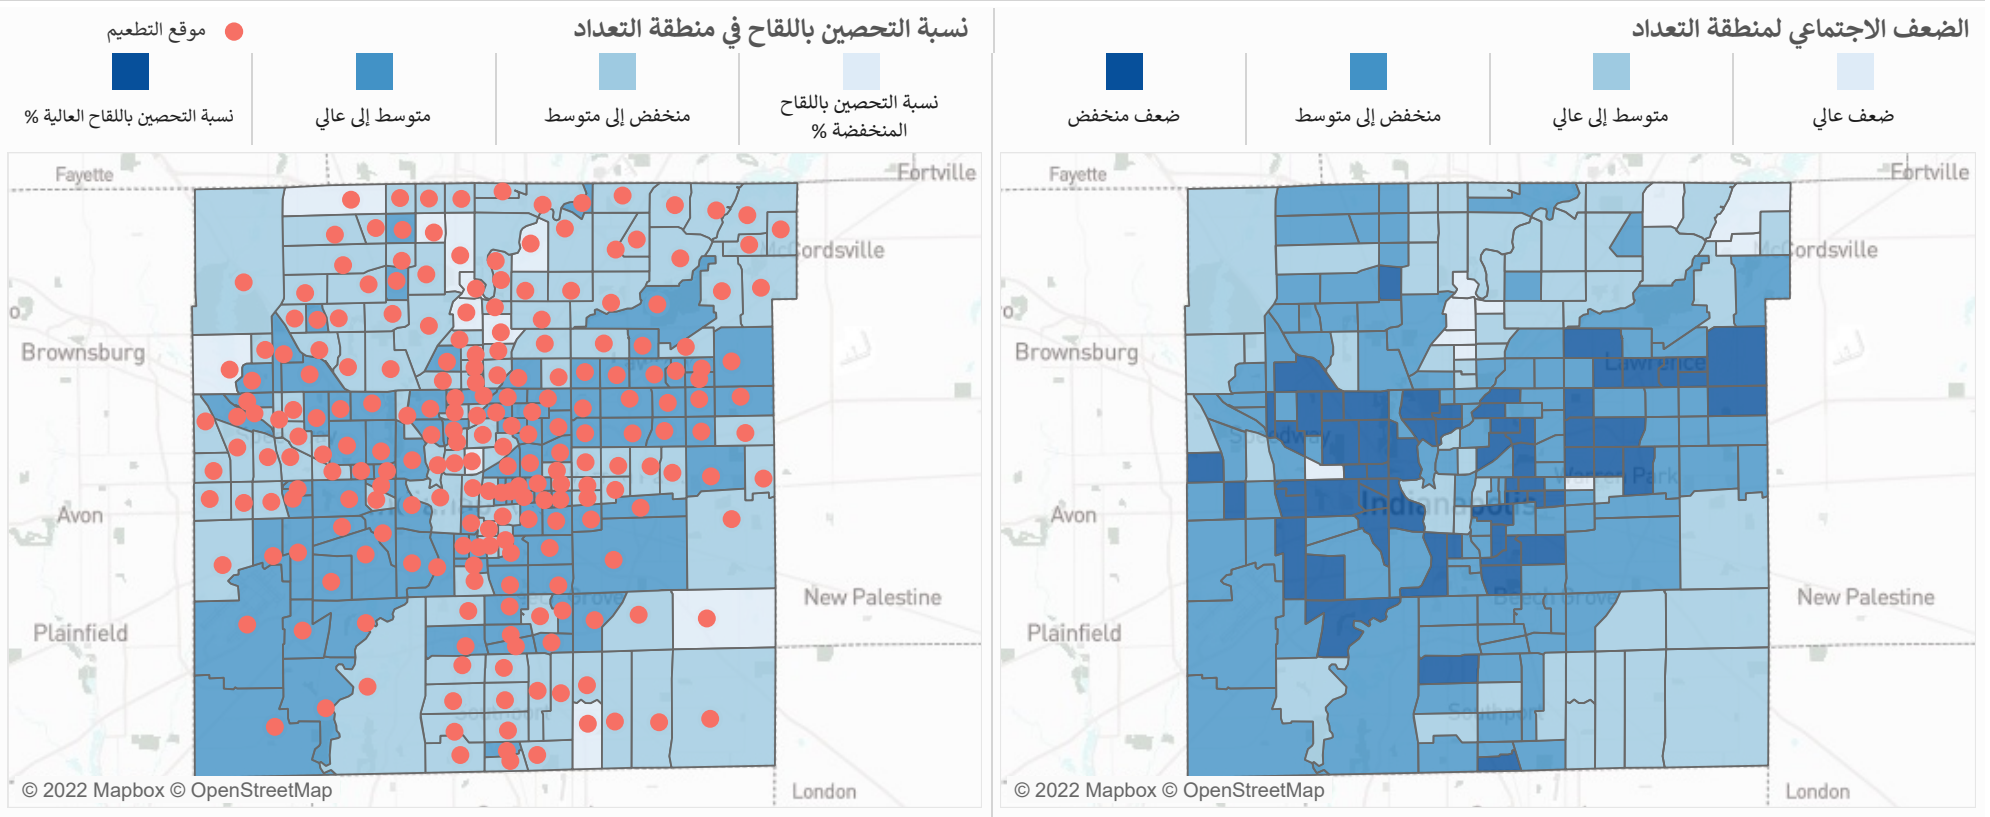 الضعف الاجتماعي لمنطقة التعداد
ضعف عالي
متوسط إلى عالي
منخفض إلى متوسط
ضعف منخفض
Fayette
Fortville
McCordsville
Brownsburg
Lawrence
Speedway
Warren Park
Indianapolis
Avon
Beech Grove
New Palestine
Plainfield
Southport
London
© 2022 Mapbox © OpenStreetMap
نسبة التحصين باللقاح في منطقة التعداد
موقع التطعيم
نسبة التحصين باللقاح
المنخفضة %
منخفض إلى متوسط
متوسط إلى عالي
نسبة التحصين باللقاح العالية %
Fayette
Fortville
McCordsville
Brownsburg
Avon
New Palestine
Plainfield
Southport
London
© 2022 Mapbox © OpenStreetMap